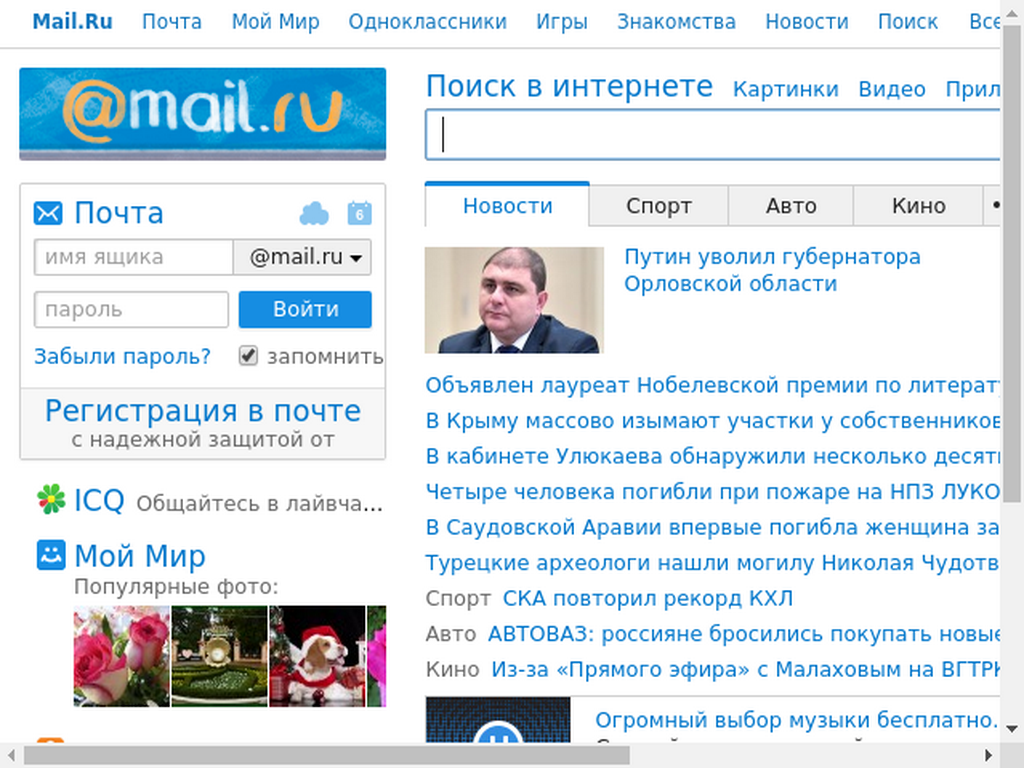 Mail.Ru Почта Мой Мир Одноклассники Игры Знакомства Новости Поиск Все
@mail.ru
Поиск в интернете Картинки Видео
Почта
6
имя ящика @mail.ru
пароль Войти
Забыли пароль? запомнить
Регистрация в почте
с надежной защитой от
ICQ Общайтесь в лайвча...
Мой Мир
Популярные фото:
Новости Спорт Авто Кино
Путин уволил губернатора
Орловской области
Объявлен лауреат Нобелевской премии по литерат
В Крыму массово изымают участки у собственников
В кабинете Улюкаева обнаружили несколько десят
Четыре человека погибли при пожаре на НПЗ ЛУКО
В Саудовской Аравии впервые погибла женщина за
Турецкие археологи нашли могилу Николая Чудотв
Спорт СКА повторил рекорд КХЛ
Авто АВТОВАЗ: россияне бросились покупать новые
Кино Из-за «Прямого эфира» с Малаховым на ВГТРК
Огромный выбор музыки бесплатно.